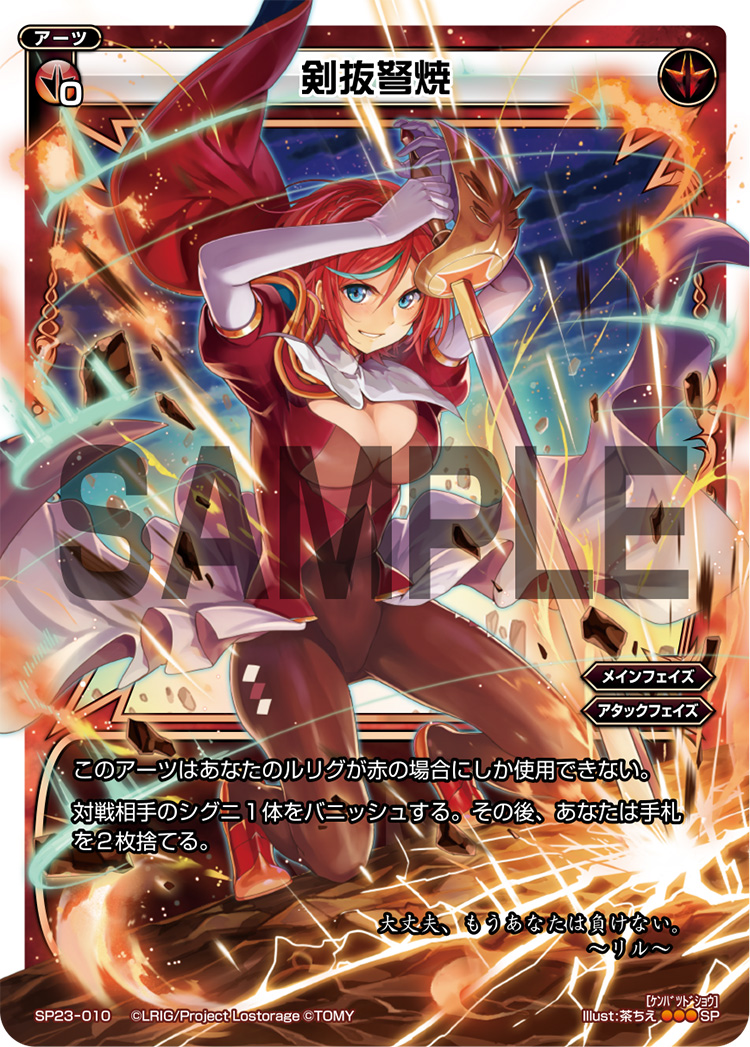 アーツ
0
剣抜弩焼
SAMPLE
メインフェイズ
アタックフェイズ
このアーツはあなたのルリグが赤の場合にしか使用できない。
対戦相手のシグニ1体をバニッシュする。その後、あなたは手札
を2枚捨てる。
大丈夫、もうあなたは負けない。
～リル～
[ケンバツドショウ]
SP23-010 ©LRIG/Project Lostorage ©TOMY Illust:茶ちえ SP